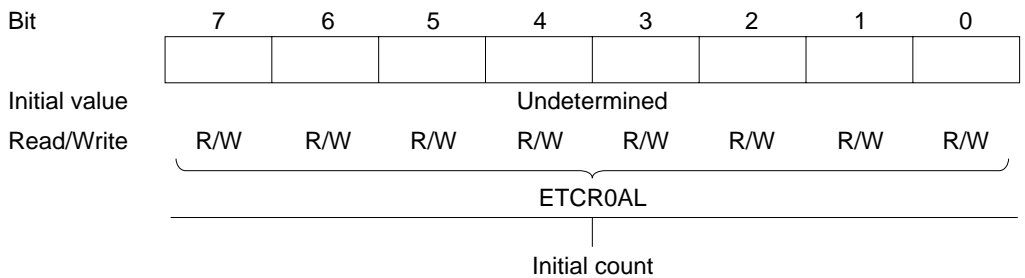 Bit 7 6 5 4 3 2 1 0
Initial value Undetermined
Read/Write R/W R/W R/W R/W R/W R/W R/W R/W
ETCR0AL
Initial count